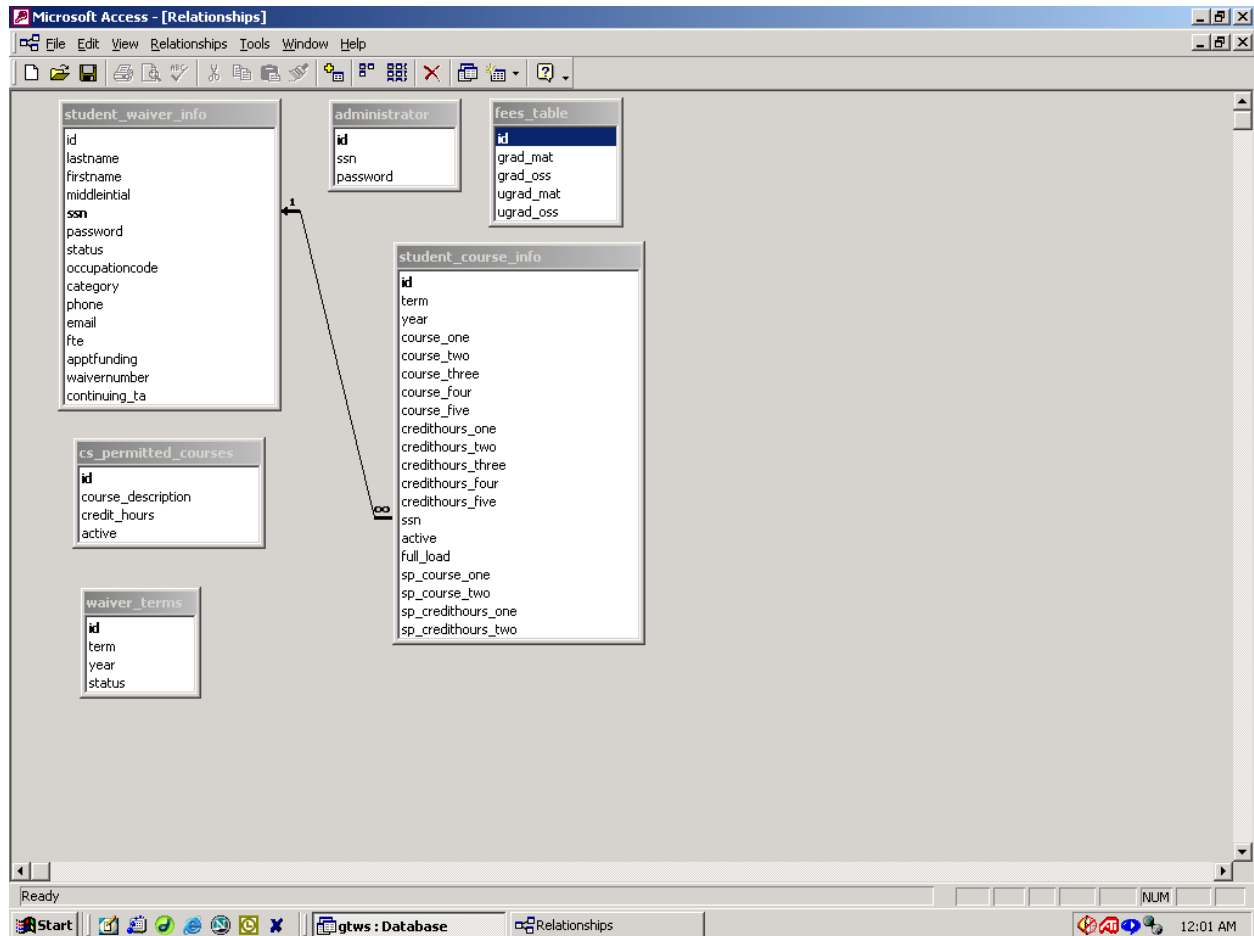 Microsoft Access - [Relationships]
File Edit View Relationships Tools Window Help
student_waiver_info
id
lastname
firstname
middleintial
ssn
password
status
occupationcode
category
phone
email
fte
apptfunding
waivernumber
continuing_ta
administrator
id
ssn
password
fees_table
id
grad_mat
grad_oss
ugrad_mat
ugrad_oss
1
∞
student_course_info
id
term
year
course_one
course_two
course_three
course_four
course_five
credithours_one
credithours_two
credithours_three
credithours_four
credithours_five
ssn
active
full_load
sp_course_one
sp_course_two
sp_credithours_one
sp_credithours_two
cs_permitted_courses
id
course_description
credit_hours
active
waiver_terms
id
term
year
status
Ready
NUM
Start
gtws : Database
Relationships
12:01 AM